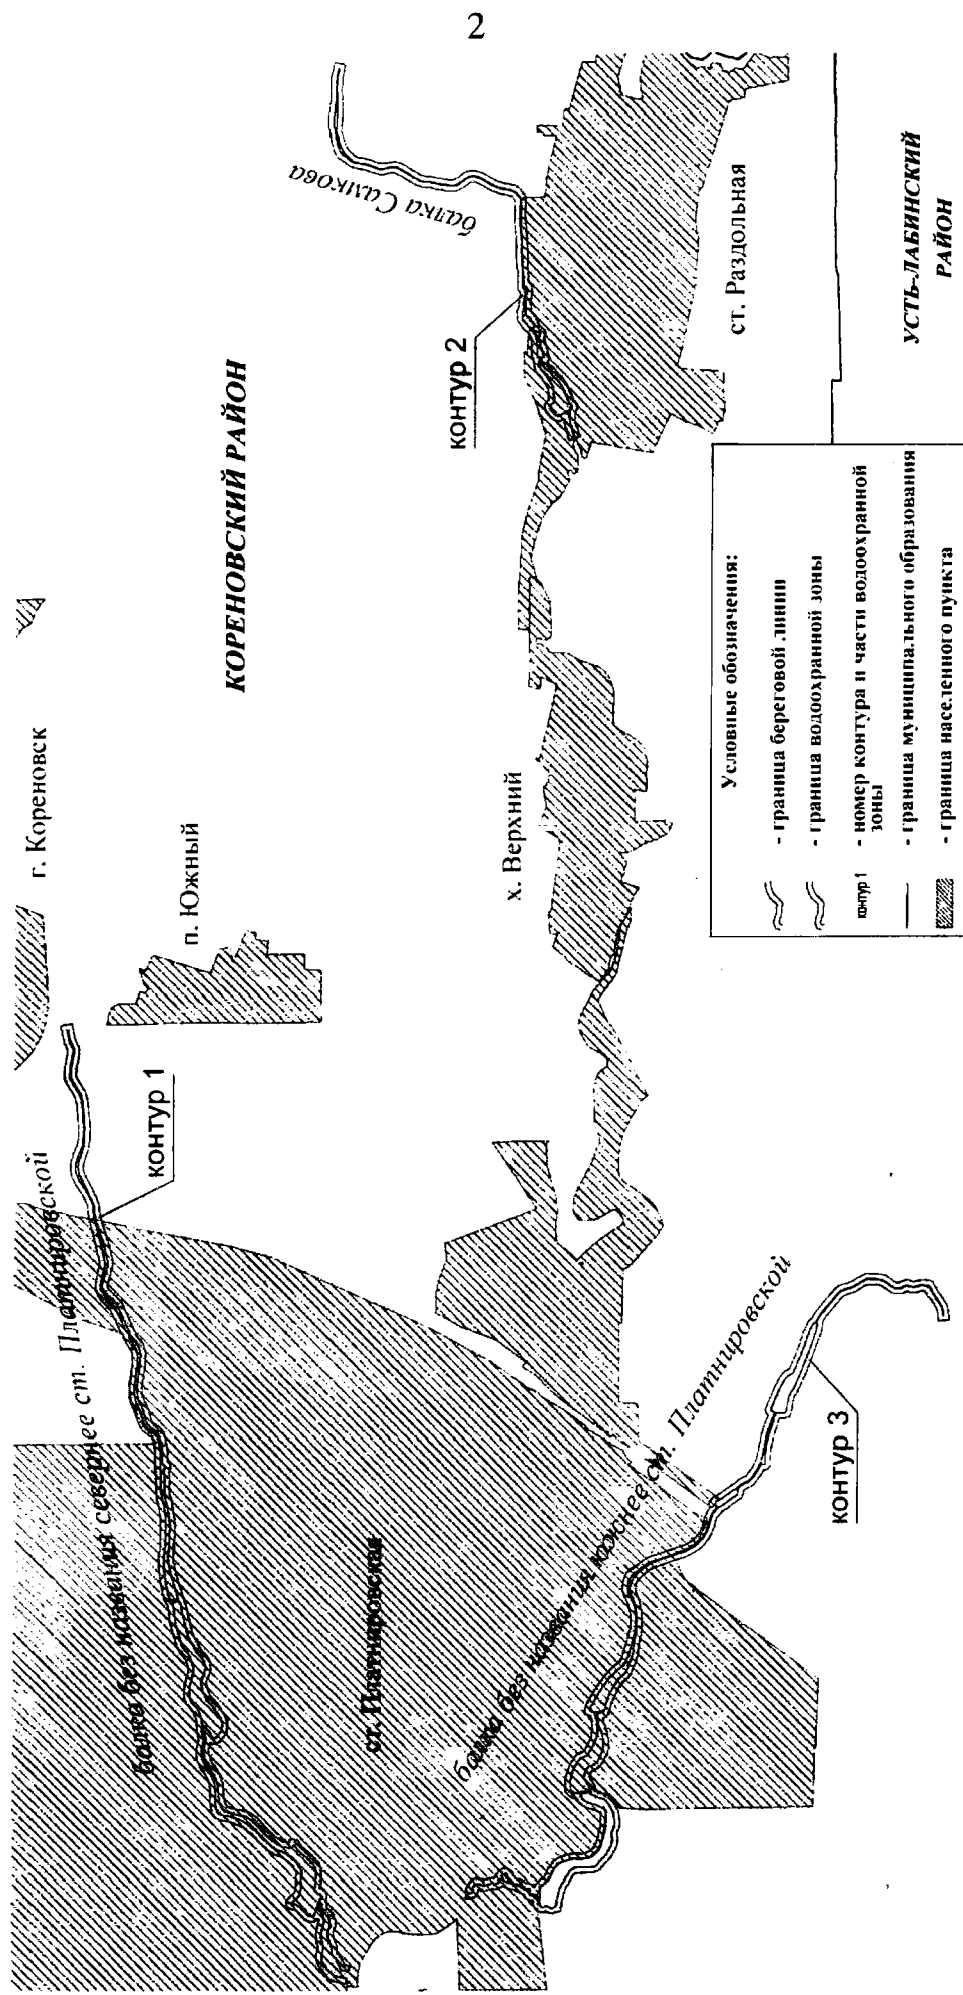 2
г. Кореновск
п. Южный
КОРЕНОВСКИЙ РАЙОН
балка без названия севернее ст. Платнировской
контур 1
балка Самкова
контур 2
ст. Платнировская
х. Верхний
ст. Раздольная
балка без названия южнее ст. Платнировской
контур 3
УСТЬ-ЛАБИНСКИЙ
РАЙОН
Условные обозначения:
- граница береговой линии
- граница водоохранной зоны
контур 1 - номер контура и части водоохранной
зоны
- граница муниципального образования
- граница населенного пункта